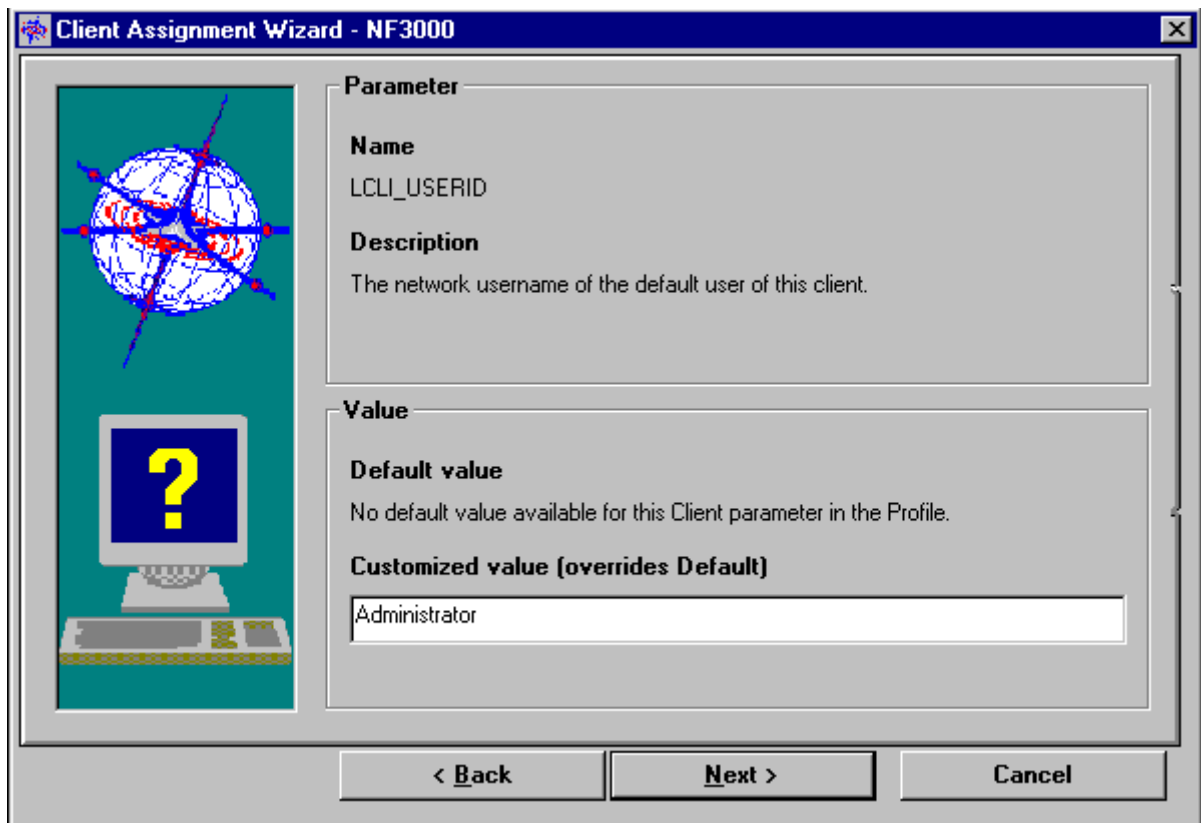 Client Assignment Wizard - NF3000
Parameter
Name
LCLI_USERID
Description
The network username of the default user of this client.
Value
Default value
No default value available for this Client parameter in the Profile.
Customized value (overrides Default)
Administrator
?
< Back
Next >
Cancel